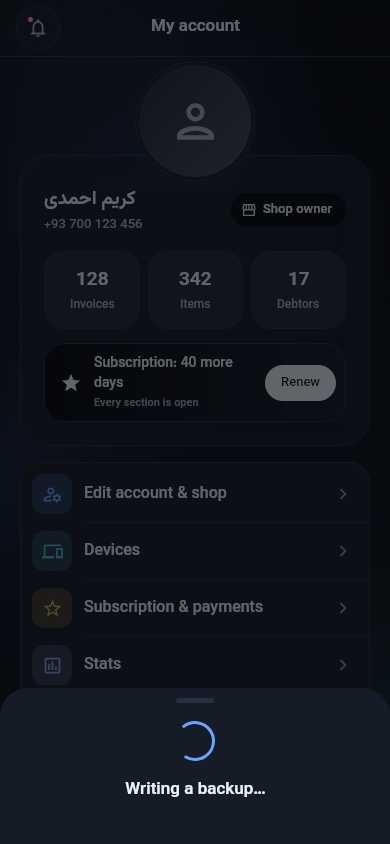 My account
کریم احمدی
+93 700 123 456
Shop owner
128
Invoices
342
Items
17
Debtors
Subscription: 40 more
days
Every section is open
Renew
Edit account & shop
Devices
Subscription & payments
Stats
Writing a backup...